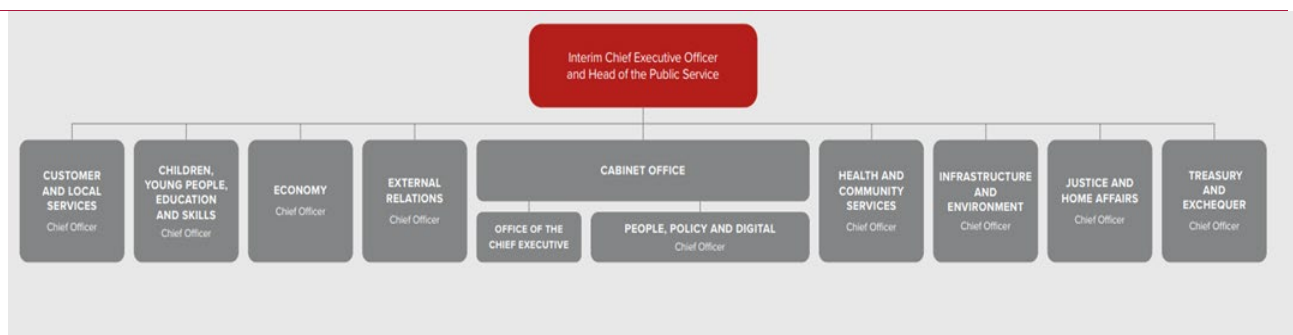 Interim Chief Executive Officer
and Head of the Public Service
CUSTOMER
AND LOCAL
SERVICES
Chief Officer
CHILDREN,
YOUNG PEOPLE,
EDUCATION
AND SKILLS
Chief Officer
ECONOMY
Chief Officer
EXTERNAL
RELATIONS
Chief Officer
CABINET OFFICE
OFFICE OF THE
CHIEF EXECUTIVE
PEOPLE, POLICY AND DIGITAL
Chief Officer
HEALTH AND
COMMUNITY
SERVICES
Chief Officer
INFRASTRUCTURE
AND
ENVIRONMENT
Chief Officer
JUSTICE AND
HOME AFFAIRS
Chief Officer
TREASURY
AND
EXCHEQUER
Chief Officer